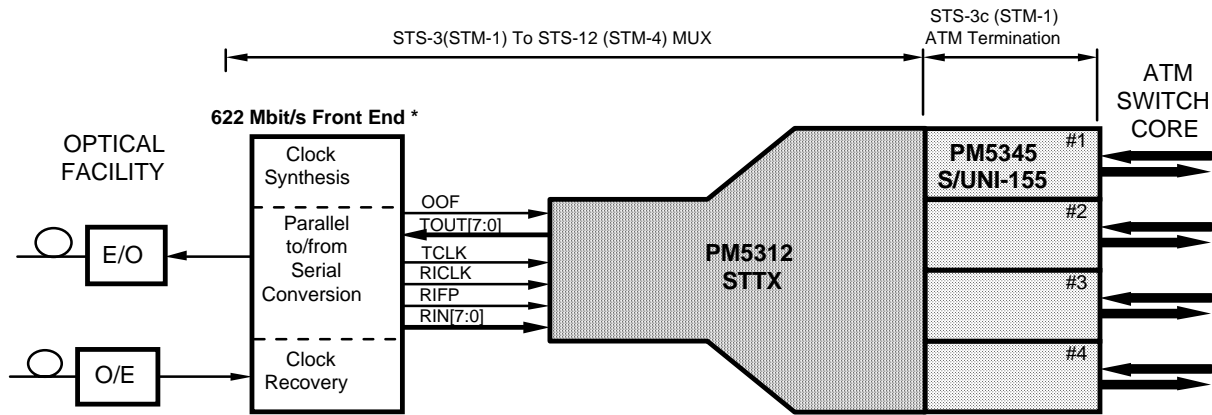 STS-3c (STM-1)
STS-3(STM-1) To STS-12 (STM-4) MUX
ATM Termination
ATM
SWITCH
CORE
622 Mbit/s Front End *
OPTICAL
FACILITY
Clock
Synthesis
Parallel
to/from
Serial
Conversion
Clock
Recovery
E/O
O/E
OOF
TOUT[7:0]
TCLK
RICLK
RIFP
RIN[7:0]
PM5312
STTX
#1
PM5345
S/UNI-155
#2
#3
#4